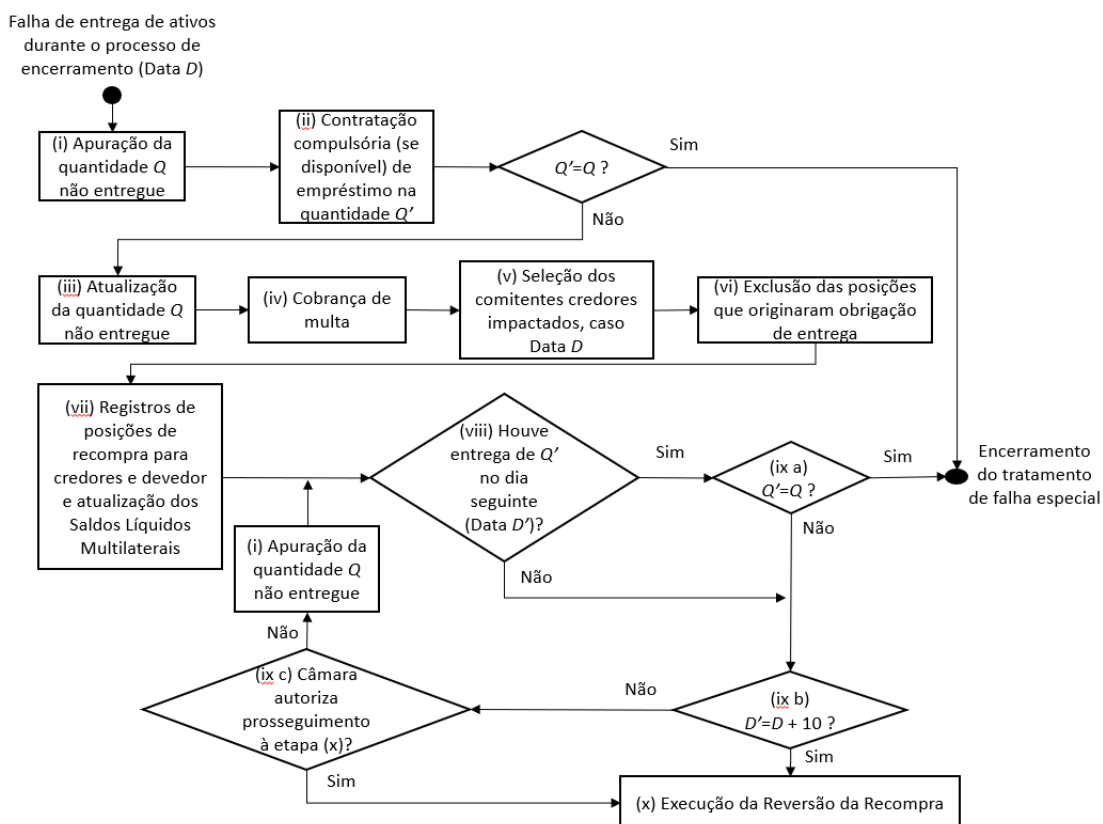 Falha de entrega de ativos
durante o processo de
encerramento (Data D)
(i) Apuração da
quantidade Q
não entregue
(ii) Contratação
compulsória (se
disponível) de
empréstimo na
quantidade Q'
Q'=Q ?
Sim
Não
(iii) Atualização
da quantidade Q
não entregue
(iv) Cobrança de
multa
(v) Seleção dos
comitentes credores
impactados, caso
Data D
(vi) Exclusão das posições
que originaram obrigação
de entrega
(vii) Registros de
posições de
recompra para
credores e devedor
e atualização dos
Saldos Líquidos
Multilaterais
(viii) Houve
entrega de Q'
no dia
seguinte
(Data D')?
Sim
(ix a)
Q'=Q ?
Sim
Encerramento
do tratamento
de falha especial
Não
(i) Apuração da
quantidade Q
não entregue
Não
Não
(ix c) Câmara
autoriza
prosseguimento
à etapa (x)?
Não
(ix b)
D'=D + 10 ?
Sim
Sim
(x) Execução da Reversão da Recompra